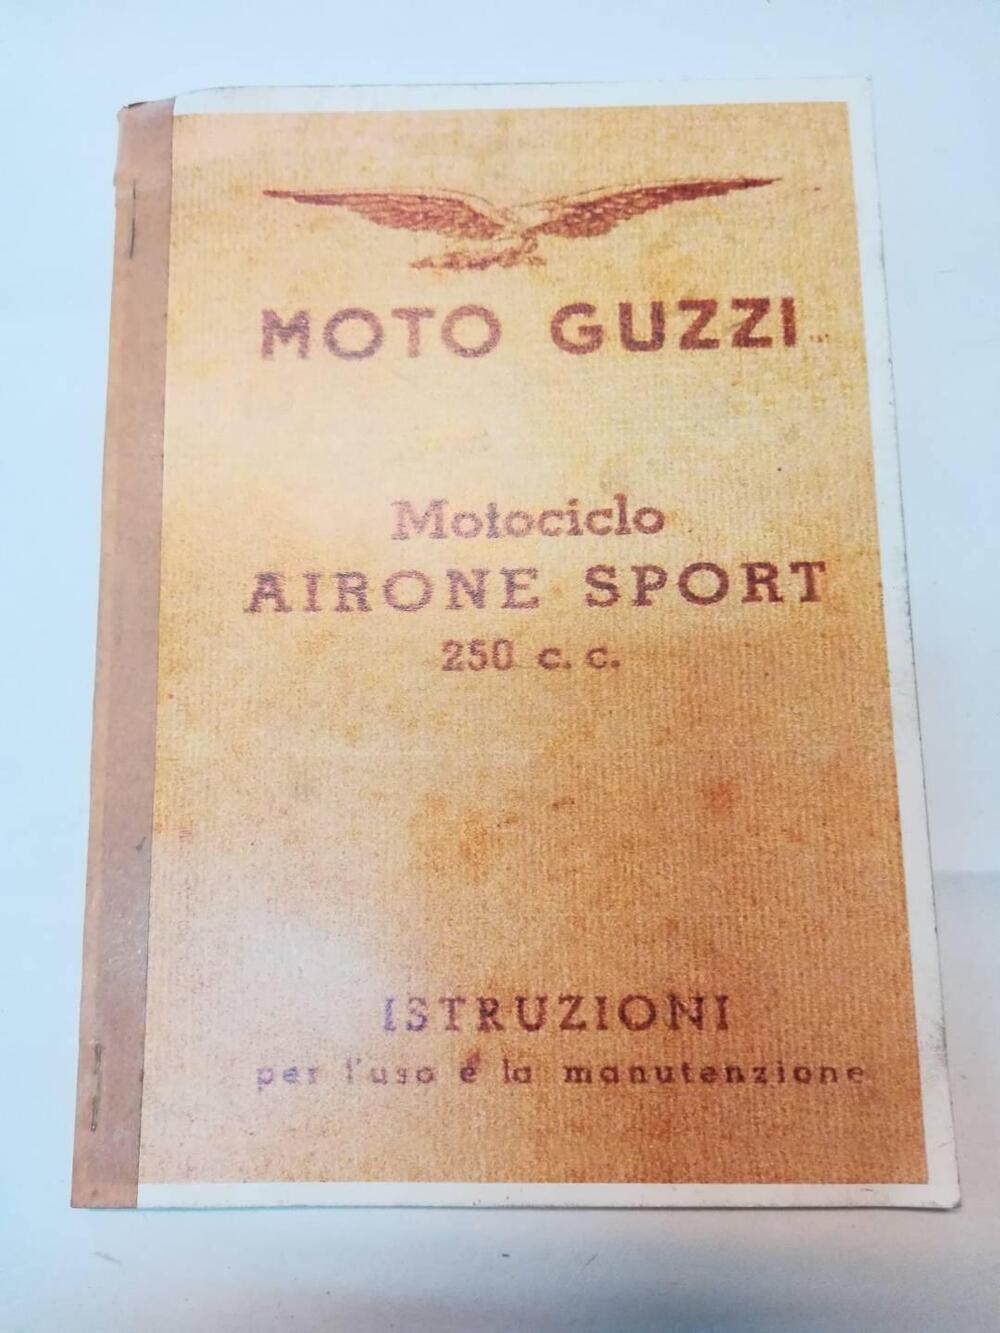 MOTO GUZZI
Motociclo
AIRONE SPORT
250 c. c.
ISTRUZIONI
per l'uso e la manutenzione